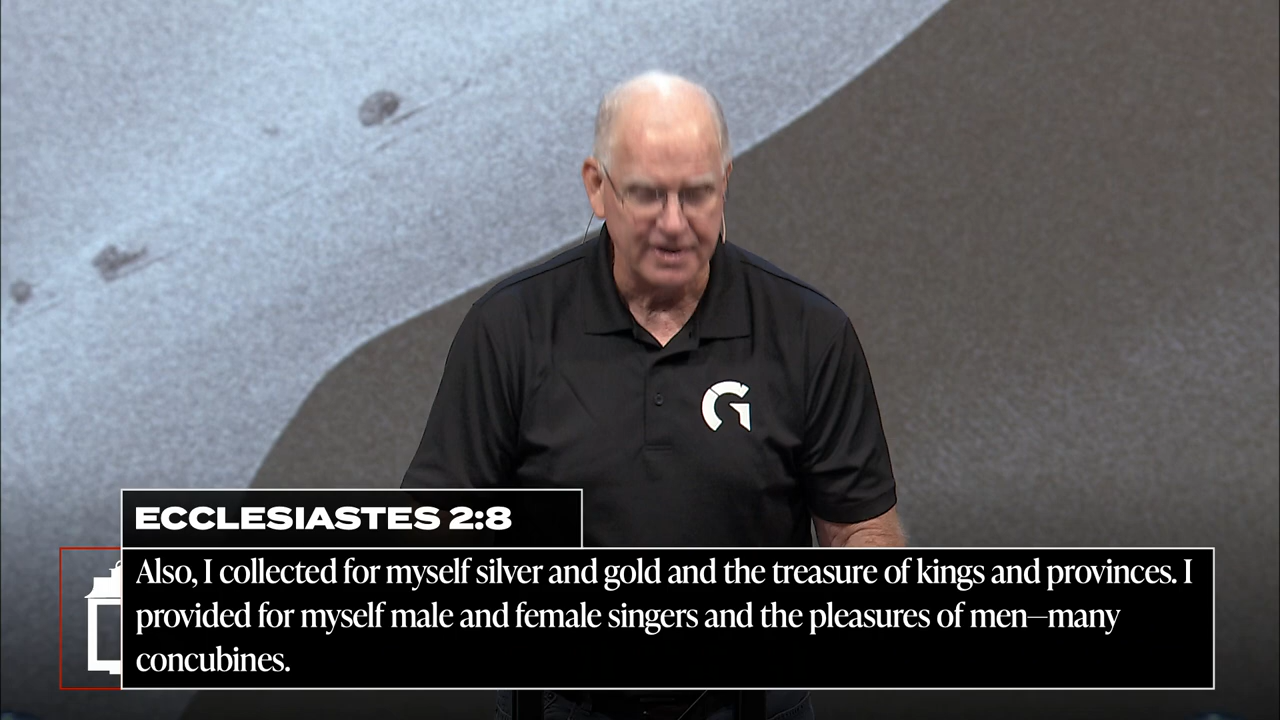 G
ECCLESIASTES 2:8
Also, I collected for myself silver and gold and the treasure of kings and provinces. I
provided for myself male and female singers and the pleasures of men—many
concubines.